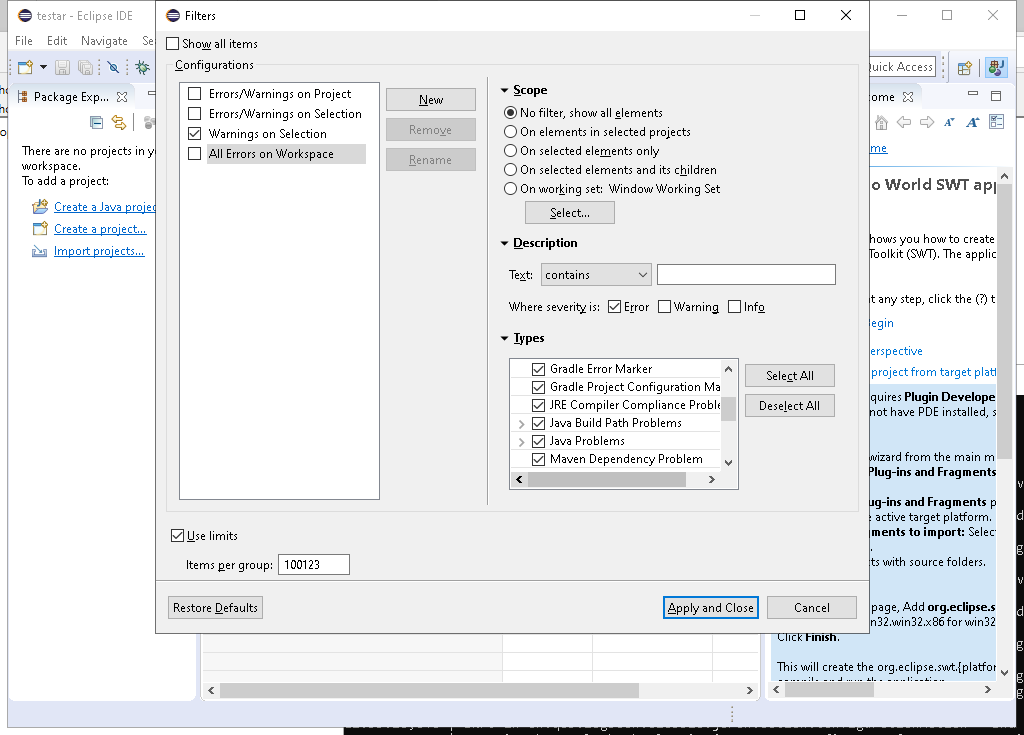 testar - Eclipse IDE
File Edit Navigate
Quick Access
Package Exp...
There are no projects in
workspace.
To add a project:
Create a Java
Create a project...
Import projects...
Filters
Show all items
Configurations
Errors/Warnings on Project
Errors/Warnings on Selection
Warnings on Selection
All Errors on Workspace
New
Remove
Rename
Scope
No filter, show all elements
On elements in selected projects
On selected elements only
On selected elements and its children
On working set: Window Working Set
Select...
Description
Text: contains
Where severity is: Error Warning Info
Types
Gradle Error Marker
Gradle Project Configuration Ma
JRE Compiler Compliance Proble
Java Build Path Problems
Java Problems
Maven Dependency Problem
Select All
Deselect All
Use limits
Items per group: 100123
Restore Defaults
Apply and Close
Cancel
ome
me
o World SWT app
hows you how to create
Toolkit (SWT). The applic
t any step, click the (?) t
Begin
erspective
project from target platf
quires Plugin Develope
not have PDE installed, s
wizard from the main m
Plug-ins and Fragments
ug-ins and Fragments p
e active target platform.
gments to import: Select
ts with source folders.
page, Add org.eclipse.s
n32.win32.x86 for win32
Click Finish.
This will create the org.eclipse.swt.{platfor
compile and run the application